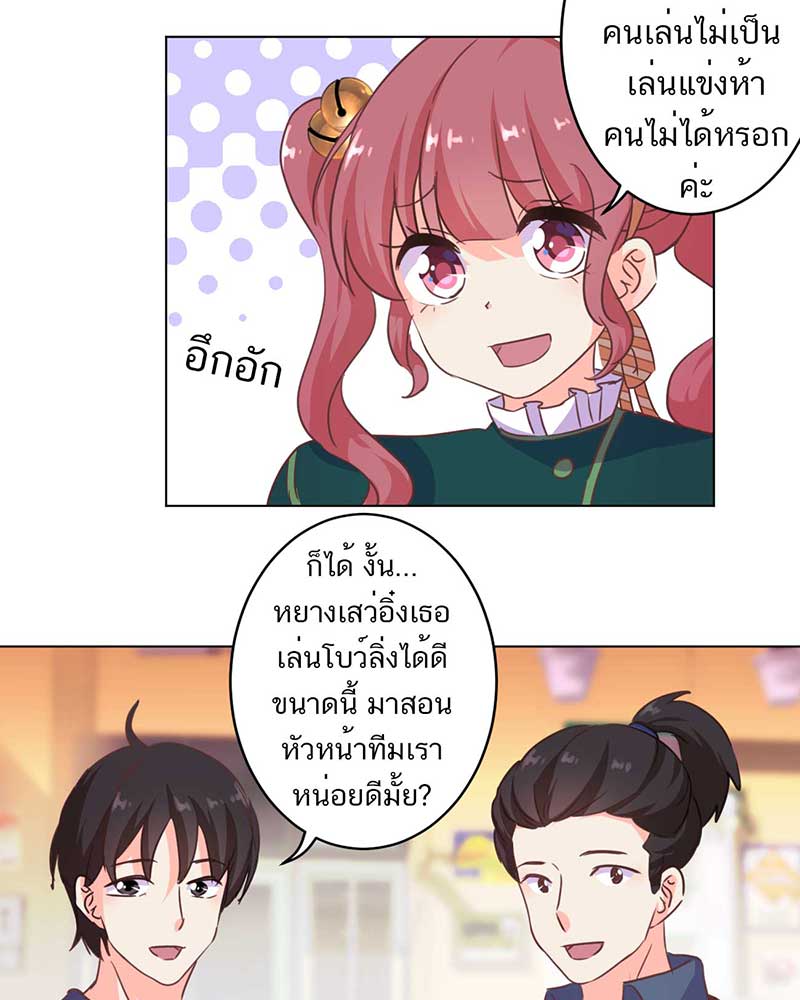 คนเล่นไม่เป็น
เล่นแข่งห้า
คนไม่ได้หรอก
ค่ะ
อึกอัก
ก็ได้ งั้น...
หยางเสว่อิ๋งเธอ
เล่นโบว์ลิ่งได้ดี
ขนาดนี้ มาสอน
หัวหน้าทีมเรา
หน่อยดีมั้ย?